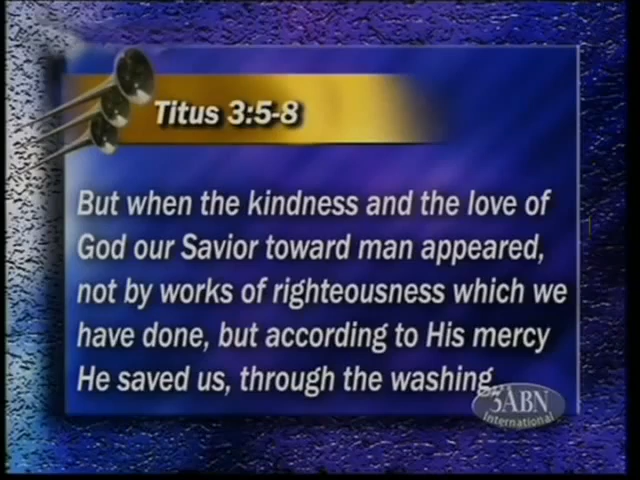 Titus 3:5-8
But when the kindness and the love of
God our Savior toward man appeared,
not by works of righteousness which we
have done, but according to His mercy
He saved us, through the washing
3ABN
International